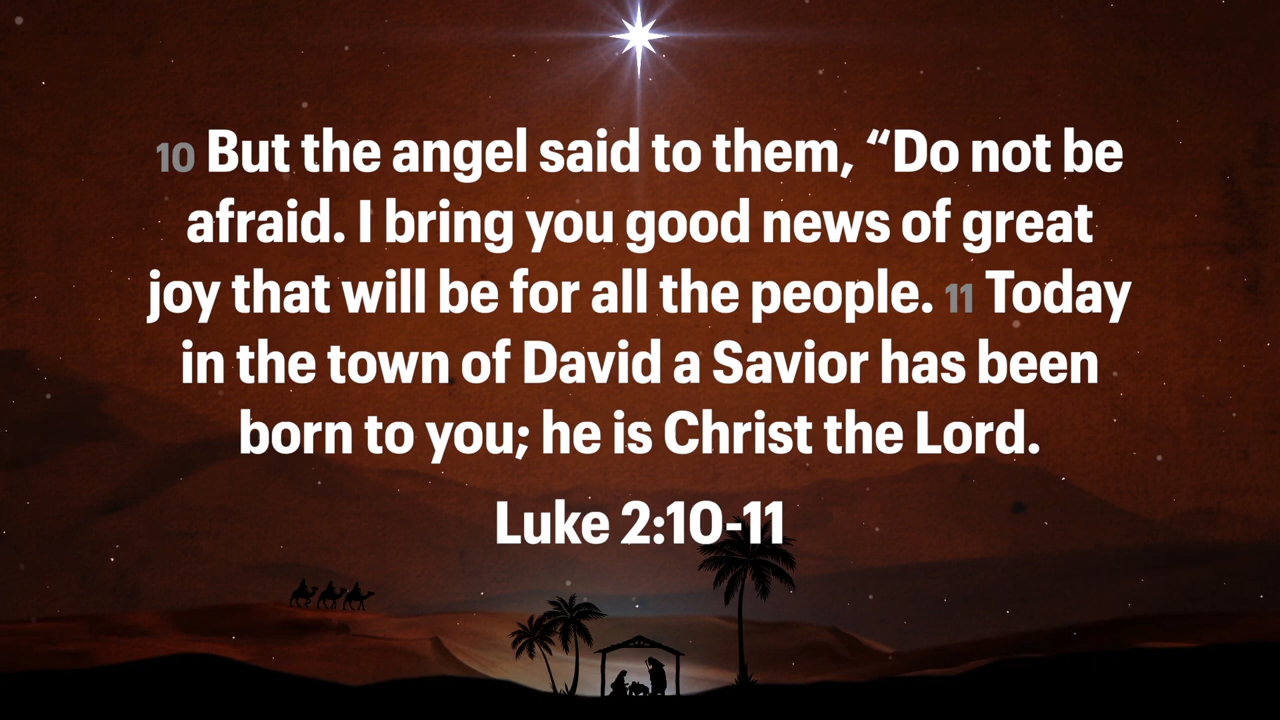 10 But the angel said to them, “Do not be
afraid. I bring you good news of great
joy that will be for all the people. 11 Today
in the town of David a Savior has been
born to you; he is Christ the Lord.
Luke 2:10-11